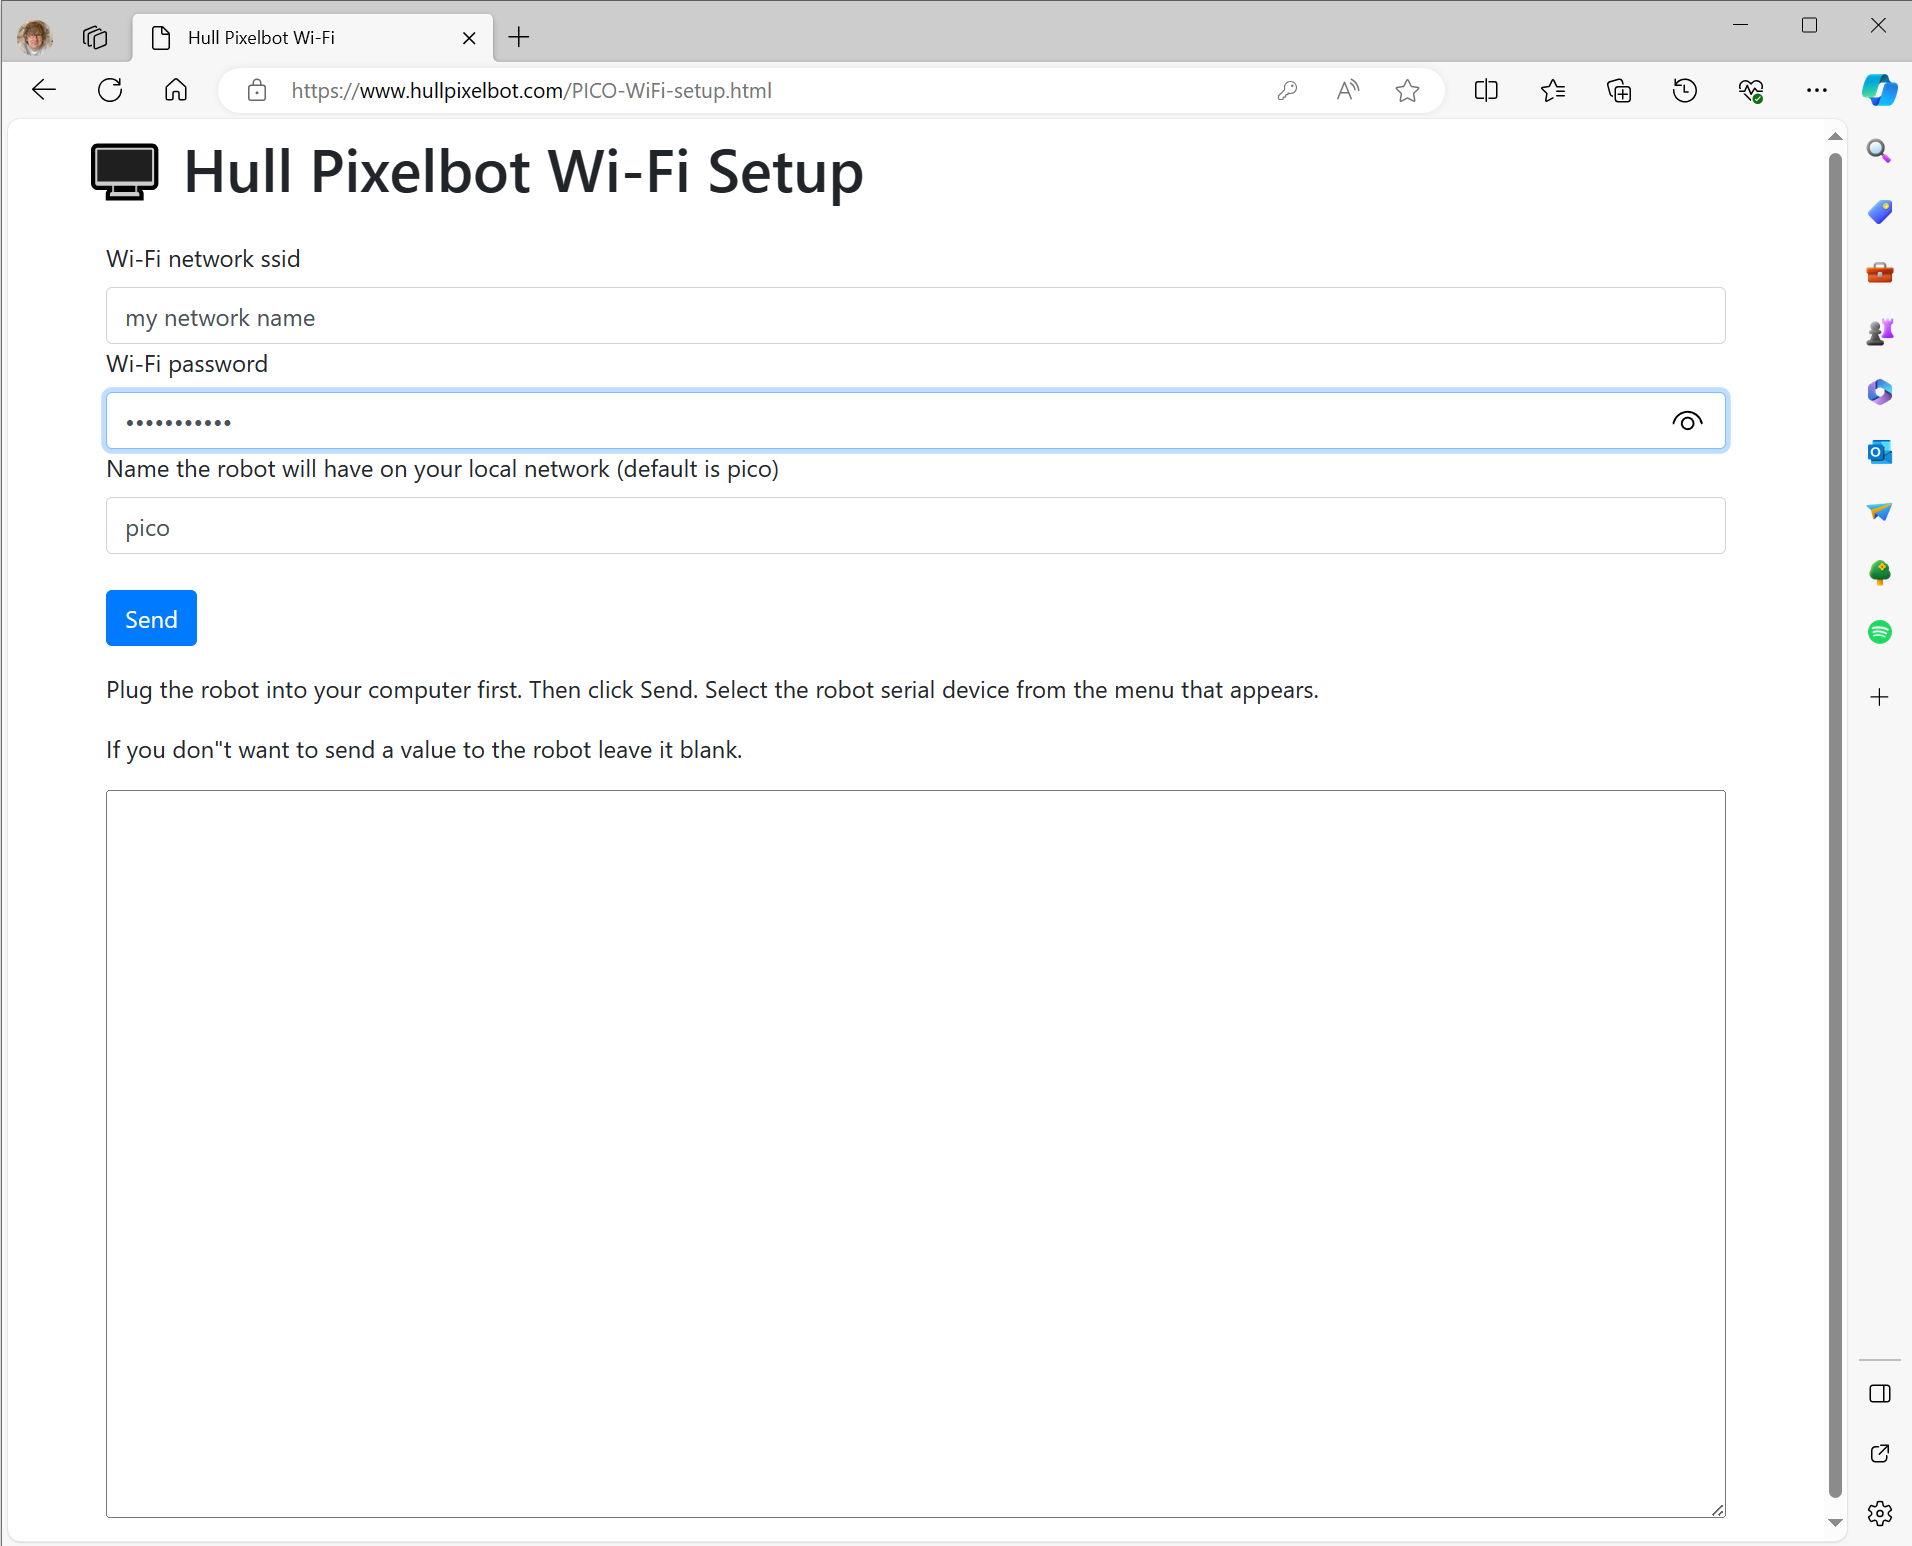 Hull Pixelbot Wi-Fi
https://www.hullpixelbot.com/PICO-WiFi-setup.html
Hull Pixelbot Wi-Fi Setup
Wi-Fi network ssid
my network name
Wi-Fi password
•••••••••••
Name the robot will have on your local network (default is pico)
pico
Send
Plug the robot into your computer first. Then click Send. Select the robot serial device from the menu that appears.
If you don"t want to send a value to the robot leave it blank.